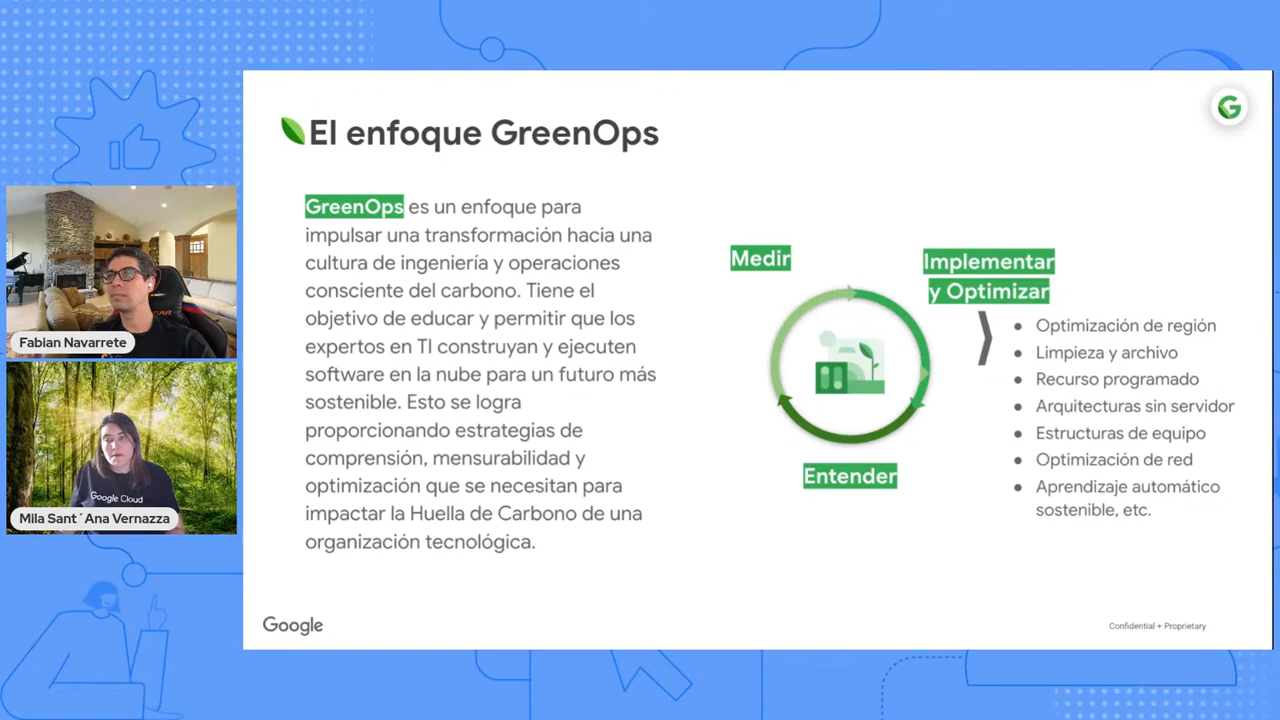 El enfoque GreenOps
GreenOps es un enfoque para
impulsar una transformación hacia una
cultura de ingeniería y operaciones
consciente del carbono. Tiene el
objetivo de educar y permitir que los
expertos en TI construyan y ejecuten
software en la nube para un futuro más
sostenible. Esto se logra
proporcionando estrategias de
comprensión, mensurabilidad y
optimización que se necesitan para
impactar la Huella de Carbono de una
organización tecnológica.
Medir
Implementar
y Optimizar
Entender
● Optimización de región
● Limpieza y archivo
● Recurso programado
● Arquitecturas sin servidor
● Estructuras de equipo
● Optimización de red
● Aprendizaje automático
sostenible, etc.
Google
Confidential + Proprietary
G
Fabian Navarrete
Google Cloud
Mila Sant´Ana Vernazza